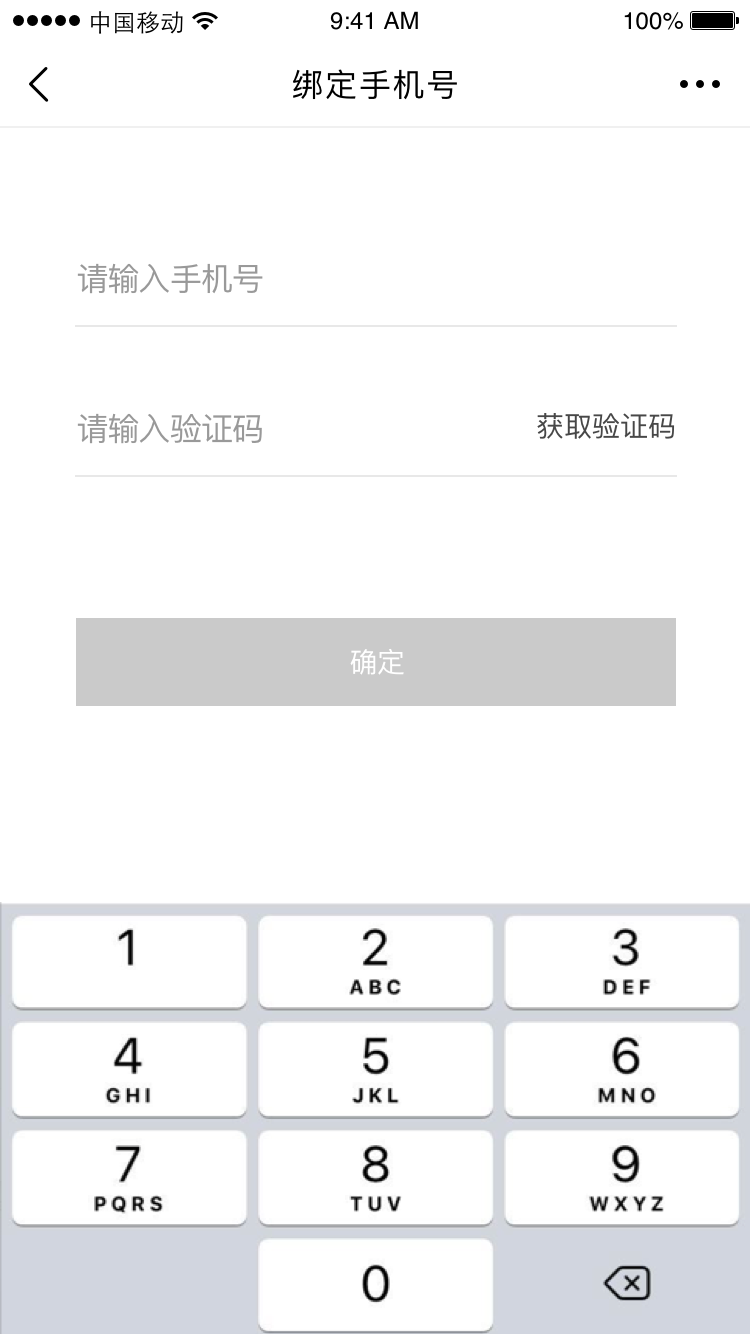 中国移动 9:41 AM 100%
绑定手机号
请输入手机号
请输入验证码 获取验证码
确定
1 2 3
ABC DEF
4 5 6
GHI JKL MNO
7 8 9
PQRS TUV WXYZ
0